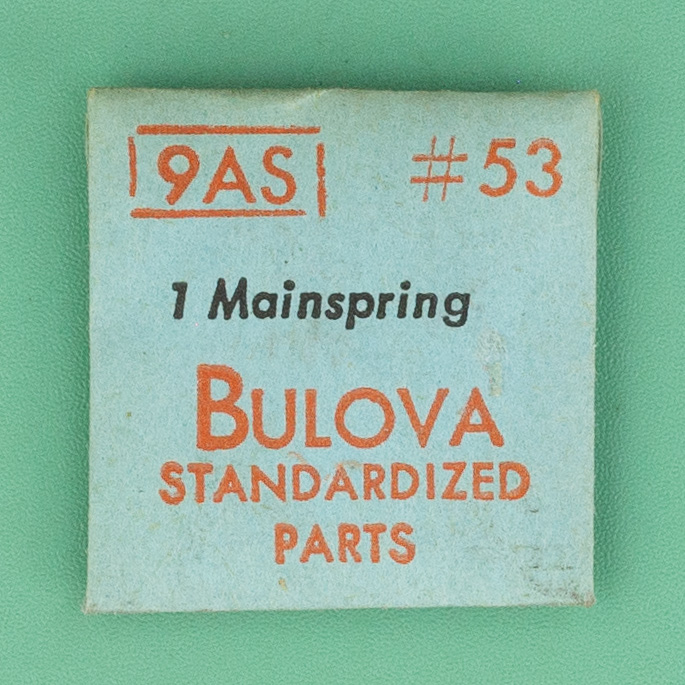 9AS #53
1 Mainspring
BULOVA
STANDARDIZED
PARTS